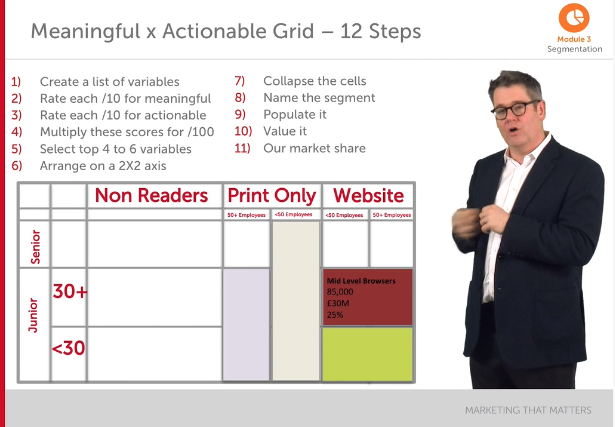 Meaningful x Actionable Grid – 12 Steps
Module 3
Segmentation
1) Create a list of variables
2) Rate each /10 for meaningful
3) Rate each /10 for actionable
4) Multiply these scores for /100
5) Select top 4 to 6 variables
6) Arrange on a 2X2 axis
7) Collapse the cells
8) Name the segment
9) Populate it
10) Value it
11) Our market share
Non Readers Print Only Website
50+ Employees <50 Employees <50 Employees 50+ Employees
Senior
Junior
30+
<30
Mid Level Browsers
85,000
£30M
25%
MARKETING THAT MATTERS